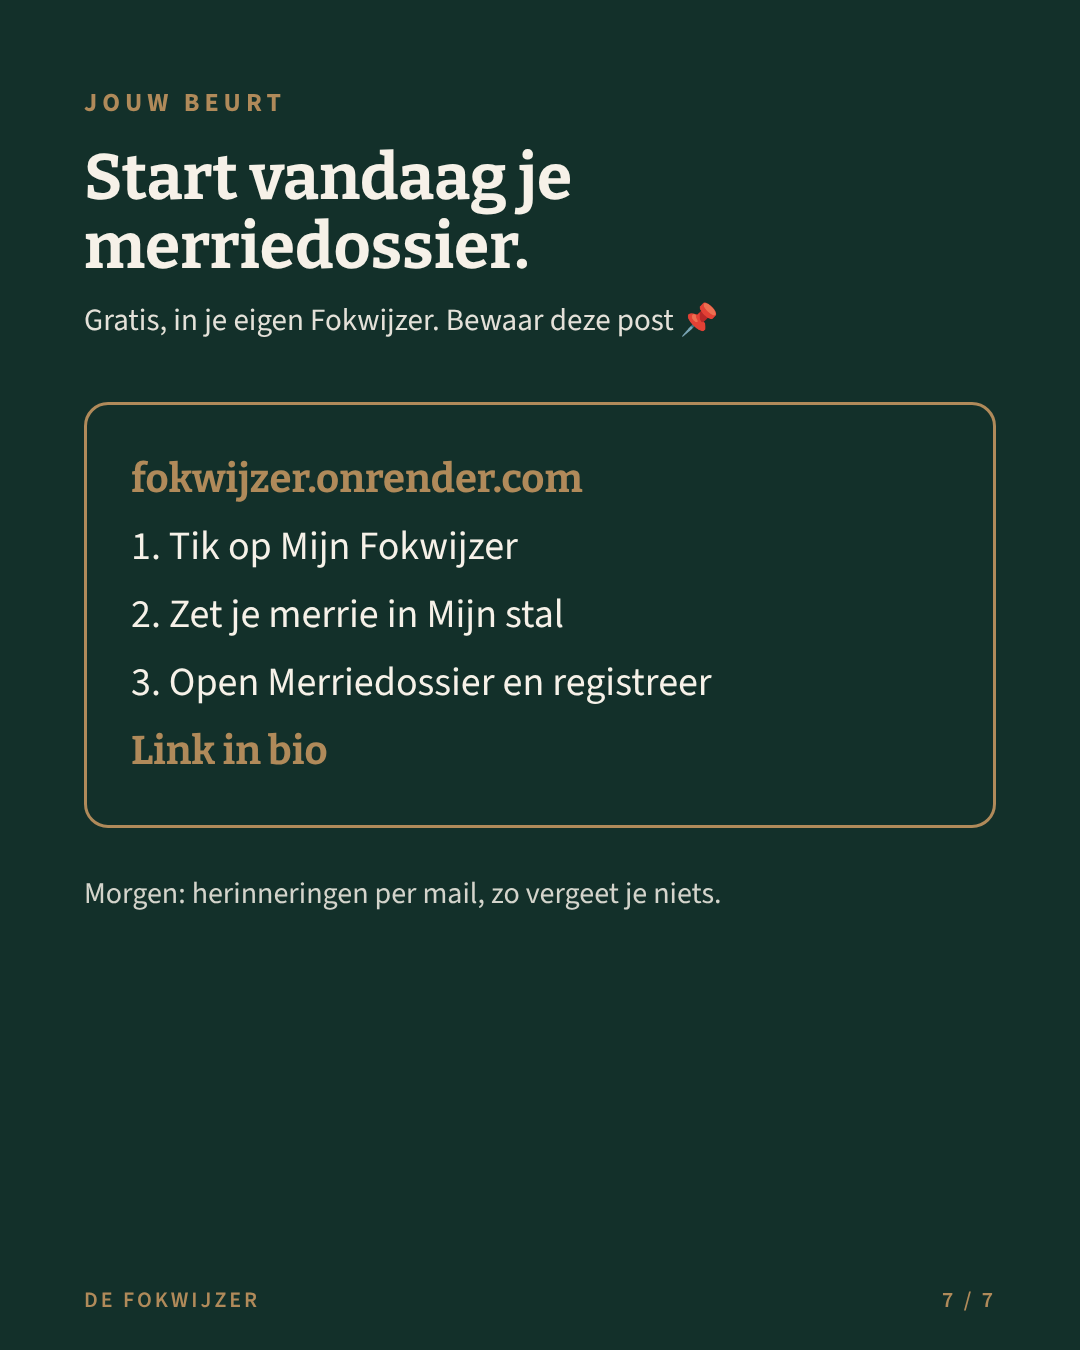 JOUW BEURT
Start vandaag je
merriedossier.
Gratis, in je eigen Fokwijzer. Bewaar deze post 📌
fokwijzer.onrender.com
1. Tik op Mijn Fokwijzer
2. Zet je merrie in Mijn stal
3. Open Merriedossier en registreer
Link in bio
Morgen: herinneringen per mail, zo vergeet je niets.
DE FOKWIJZER
7 / 7